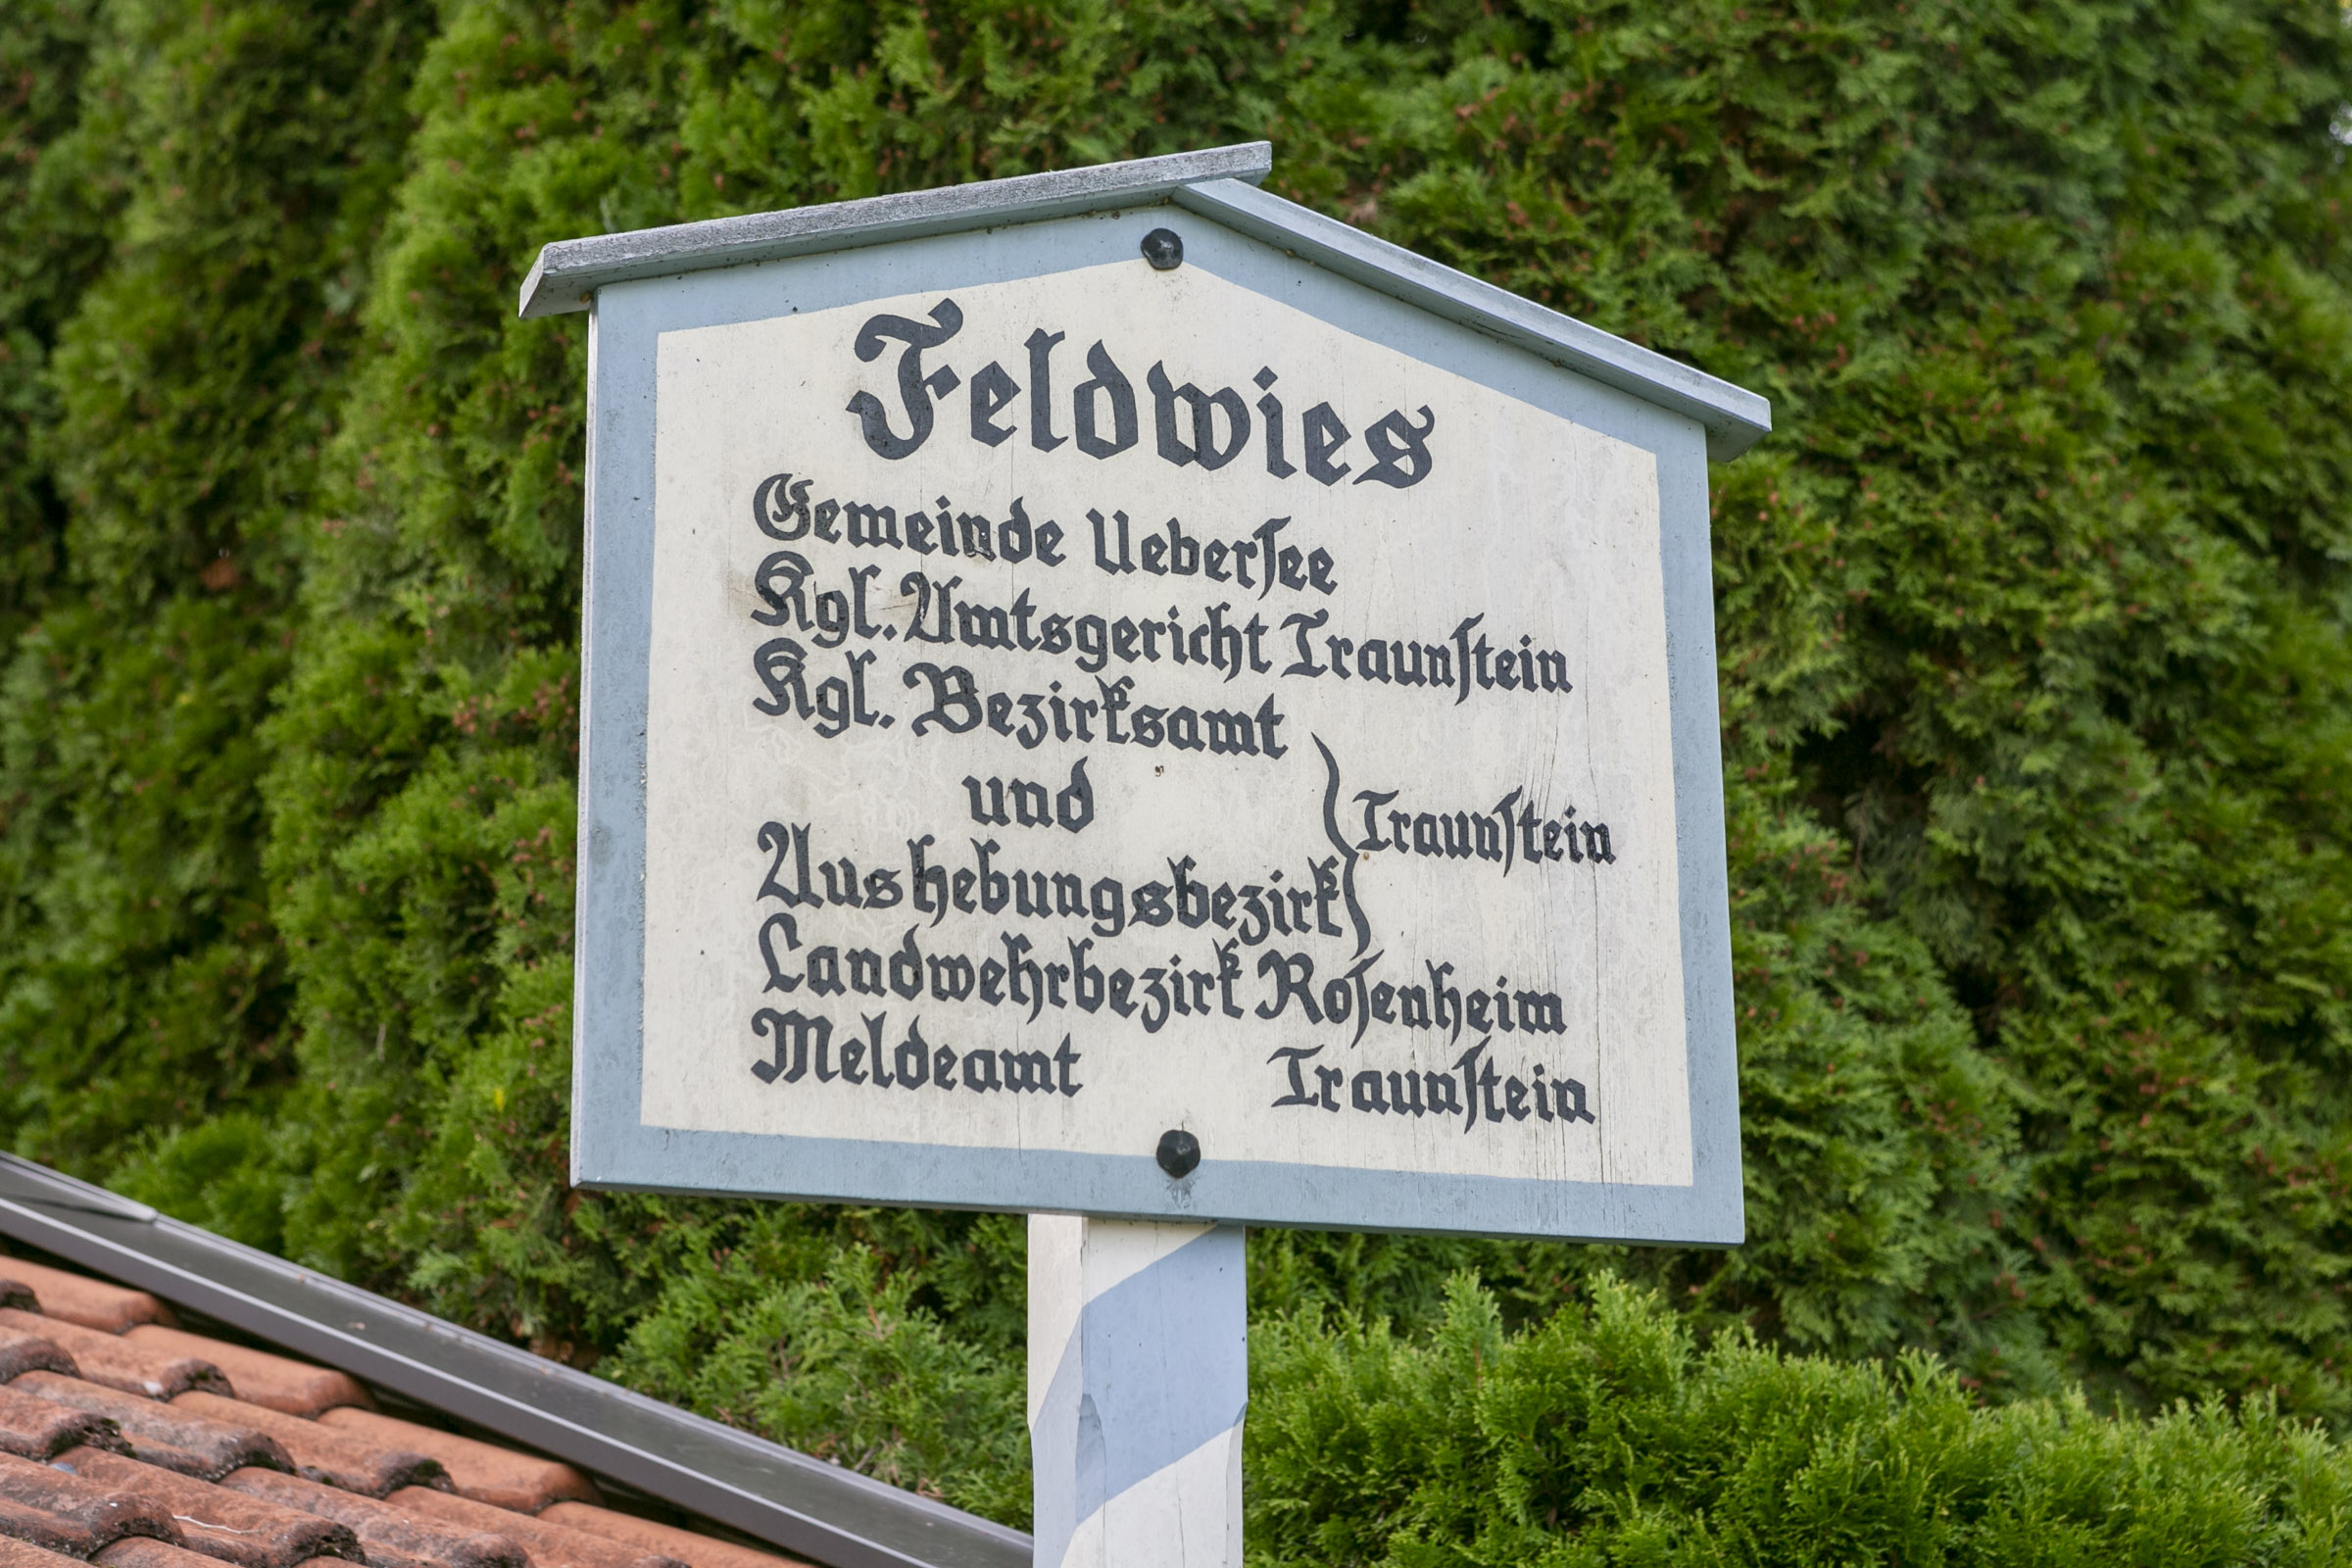 Feldwies
Gemeinde Ueberſee
Kgl. Amtsgericht Traunſtein
Kgl. Bezirksamt
und
Traunſtein
Aushebungsbezirk
Landwehrbezirk Roſenheim
Meldeamt Traunſtein